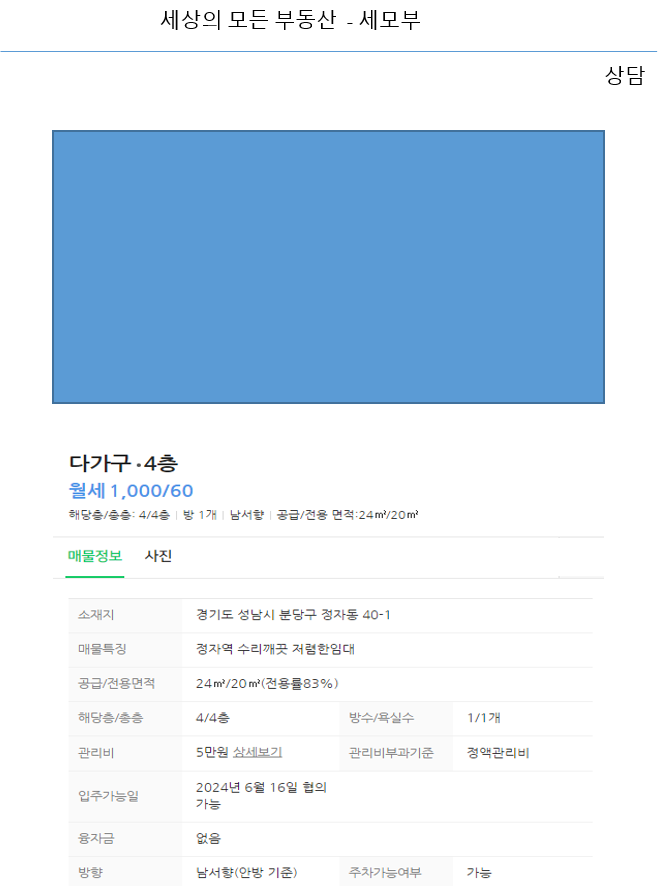 세상의 모든 부동산 - 세모부
상담
다가구·4층
월세 1,000/60
해당층/총층: 4/4층 | 방 1개 | 남서향 | 공급/전용 면적:24㎡/20㎡
매물정보 사진
소재지 경기도 성남시 분당구 정자동 40-1
매물특징 정자역 수리깨끗 저렴한임대
공급/전용면적 24㎡/20㎡(전용률83%)
해당층/총층 4/4층 방수/욕실수 1/1개
관리비 5만원 상세보기 관리비부과기준 정액관리비
입주가능일 2024년 6월 16일 협의
가능
융자금 없음
방향 남서향(안방 기준) 주차가능여부 가능